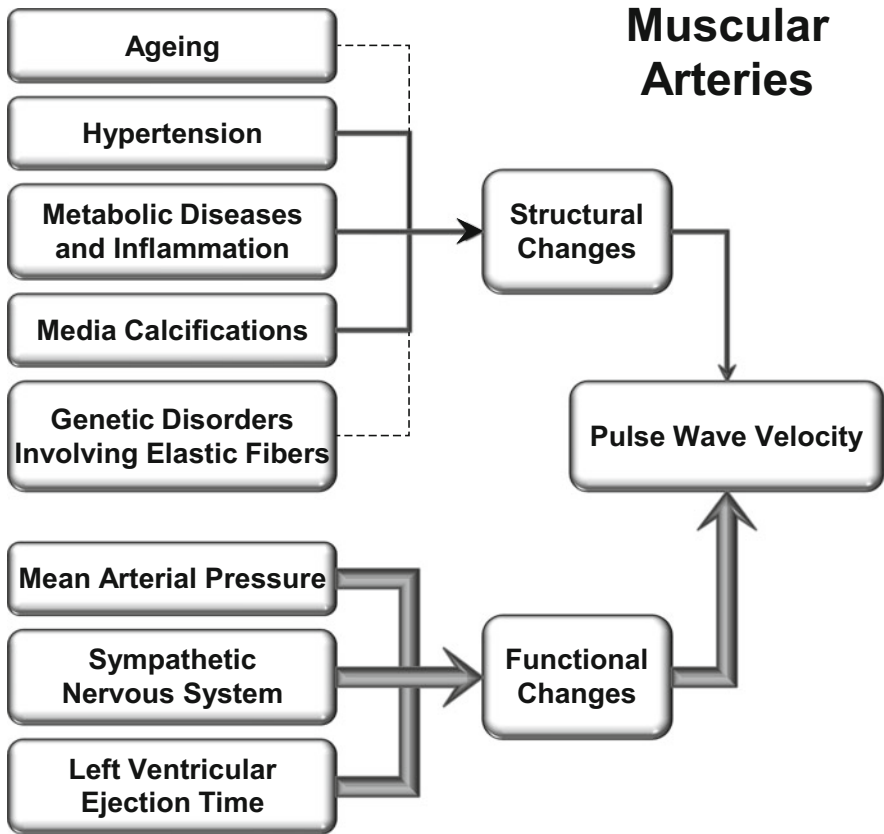 Muscular
Arteries
Ageing
Hypertension
Metabolic Diseases
and Inflammation
Media Calcifications
Genetic Disorders
Involving Elastic Fibers
Structural
Changes
Pulse Wave Velocity
Mean Arterial Pressure
Sympathetic
Nervous System
Left Ventricular
Ejection Time
Functional
Changes